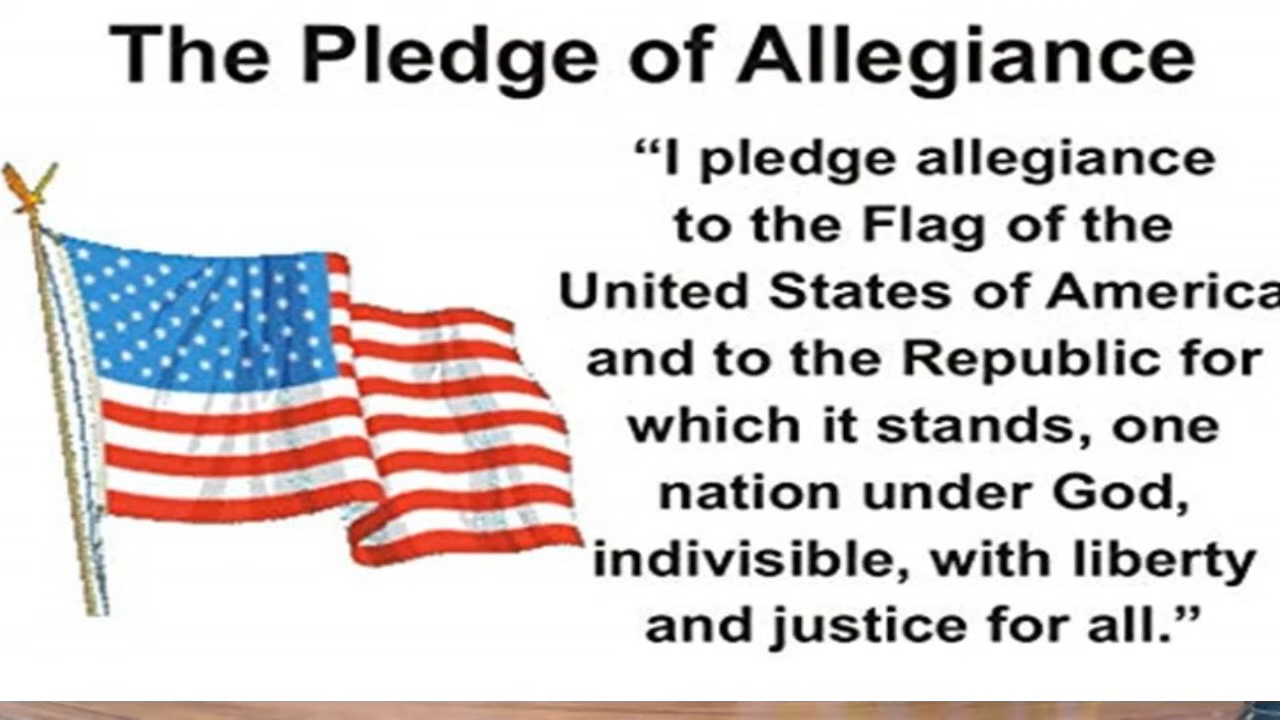 The Pledge of Allegiance
“I pledge allegiance
to the Flag of the
United States of America
and to the Republic for
which it stands, one
nation under God,
indivisible, with liberty
and justice for all.”